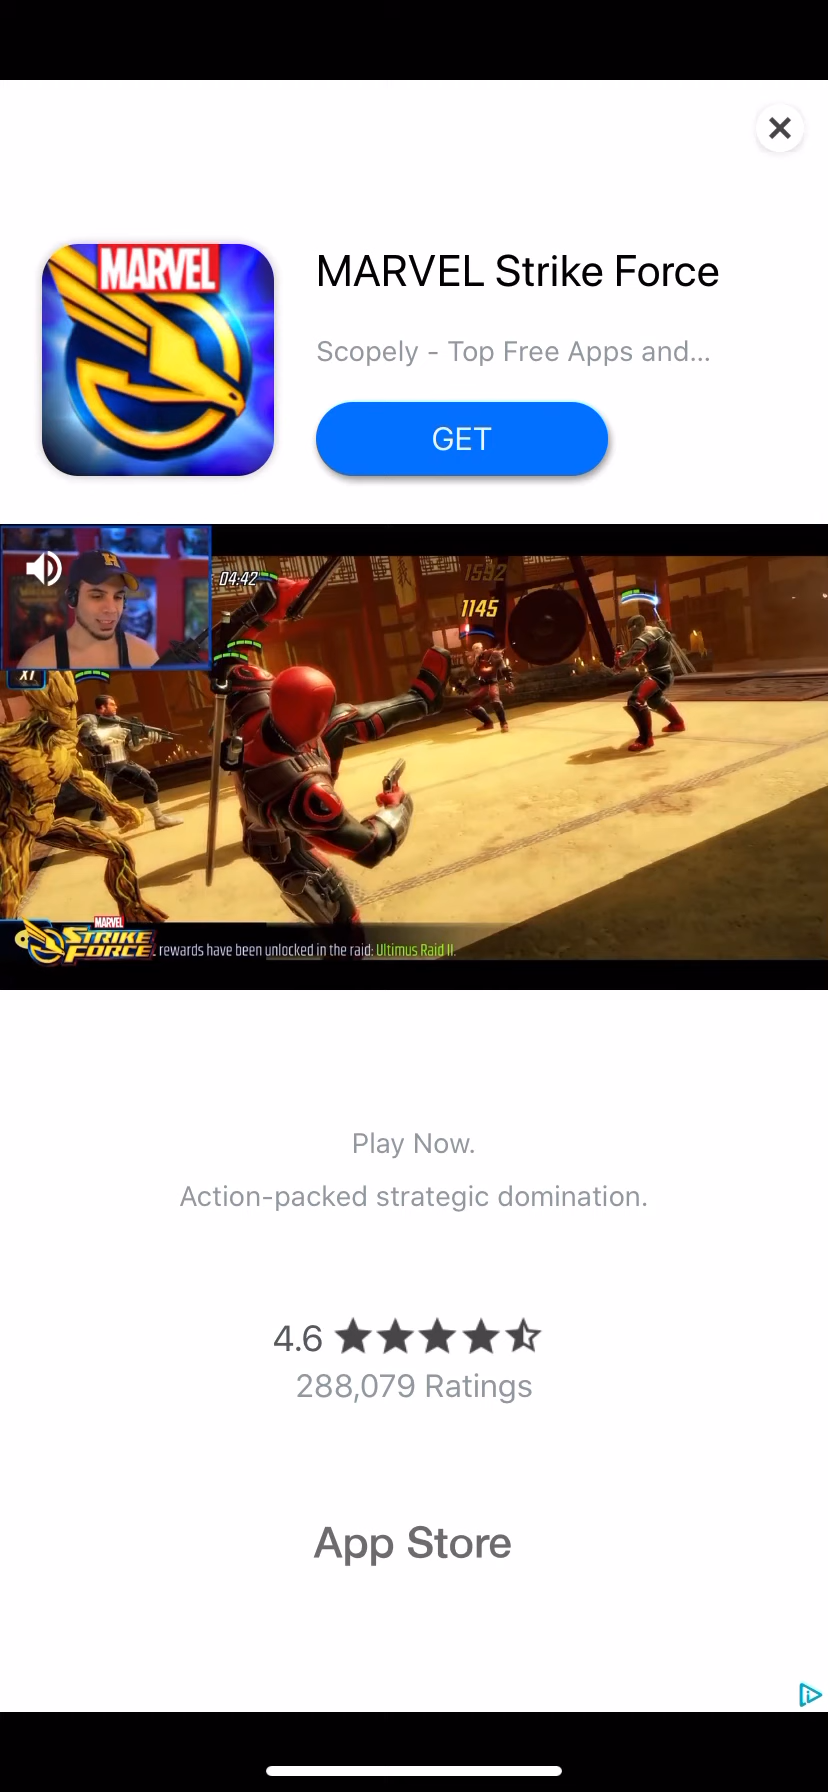 MARVEL
MARVEL Strike Force
Scopely - Top Free Apps and...
GET
04:42
1592
1145
X1
MARVEL
STRIKE
FORCE
rewards have been unlocked in the raid: Ultimus Raid II.
Play Now.
Action-packed strategic domination.
4.6
288,079 Ratings
App Store